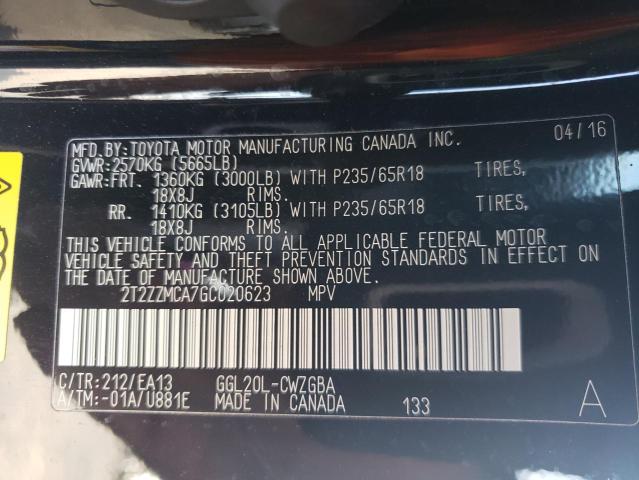 MFD.BY:TOYOTA MOTOR MANUFACTURING CANADA INC. 04/16
GVWR:2570KG (5665LB)
GAWR:FRT. 1360KG (3000LB) WITH P235/65R18 TIRES,
18X8J RIMS.
RR. 1410KG (3105LB) WITH P235/65R18 TIRES,
18X8J RIMS.
THIS VEHICLE CONFORMS TO ALL APPLICABLE FEDERAL MOTOR
VEHICLE SAFETY AND THEFT PREVENTION STANDARDS IN EFFECT ON
THE DATE OF MANUFACTURE SHOWN ABOVE.
2T2ZZMCA7GC020623 MPV
C/TR:212/EA13 GGL20L-CWZGBA
A/TM:-01A/U881E MADE IN CANADA 133 A